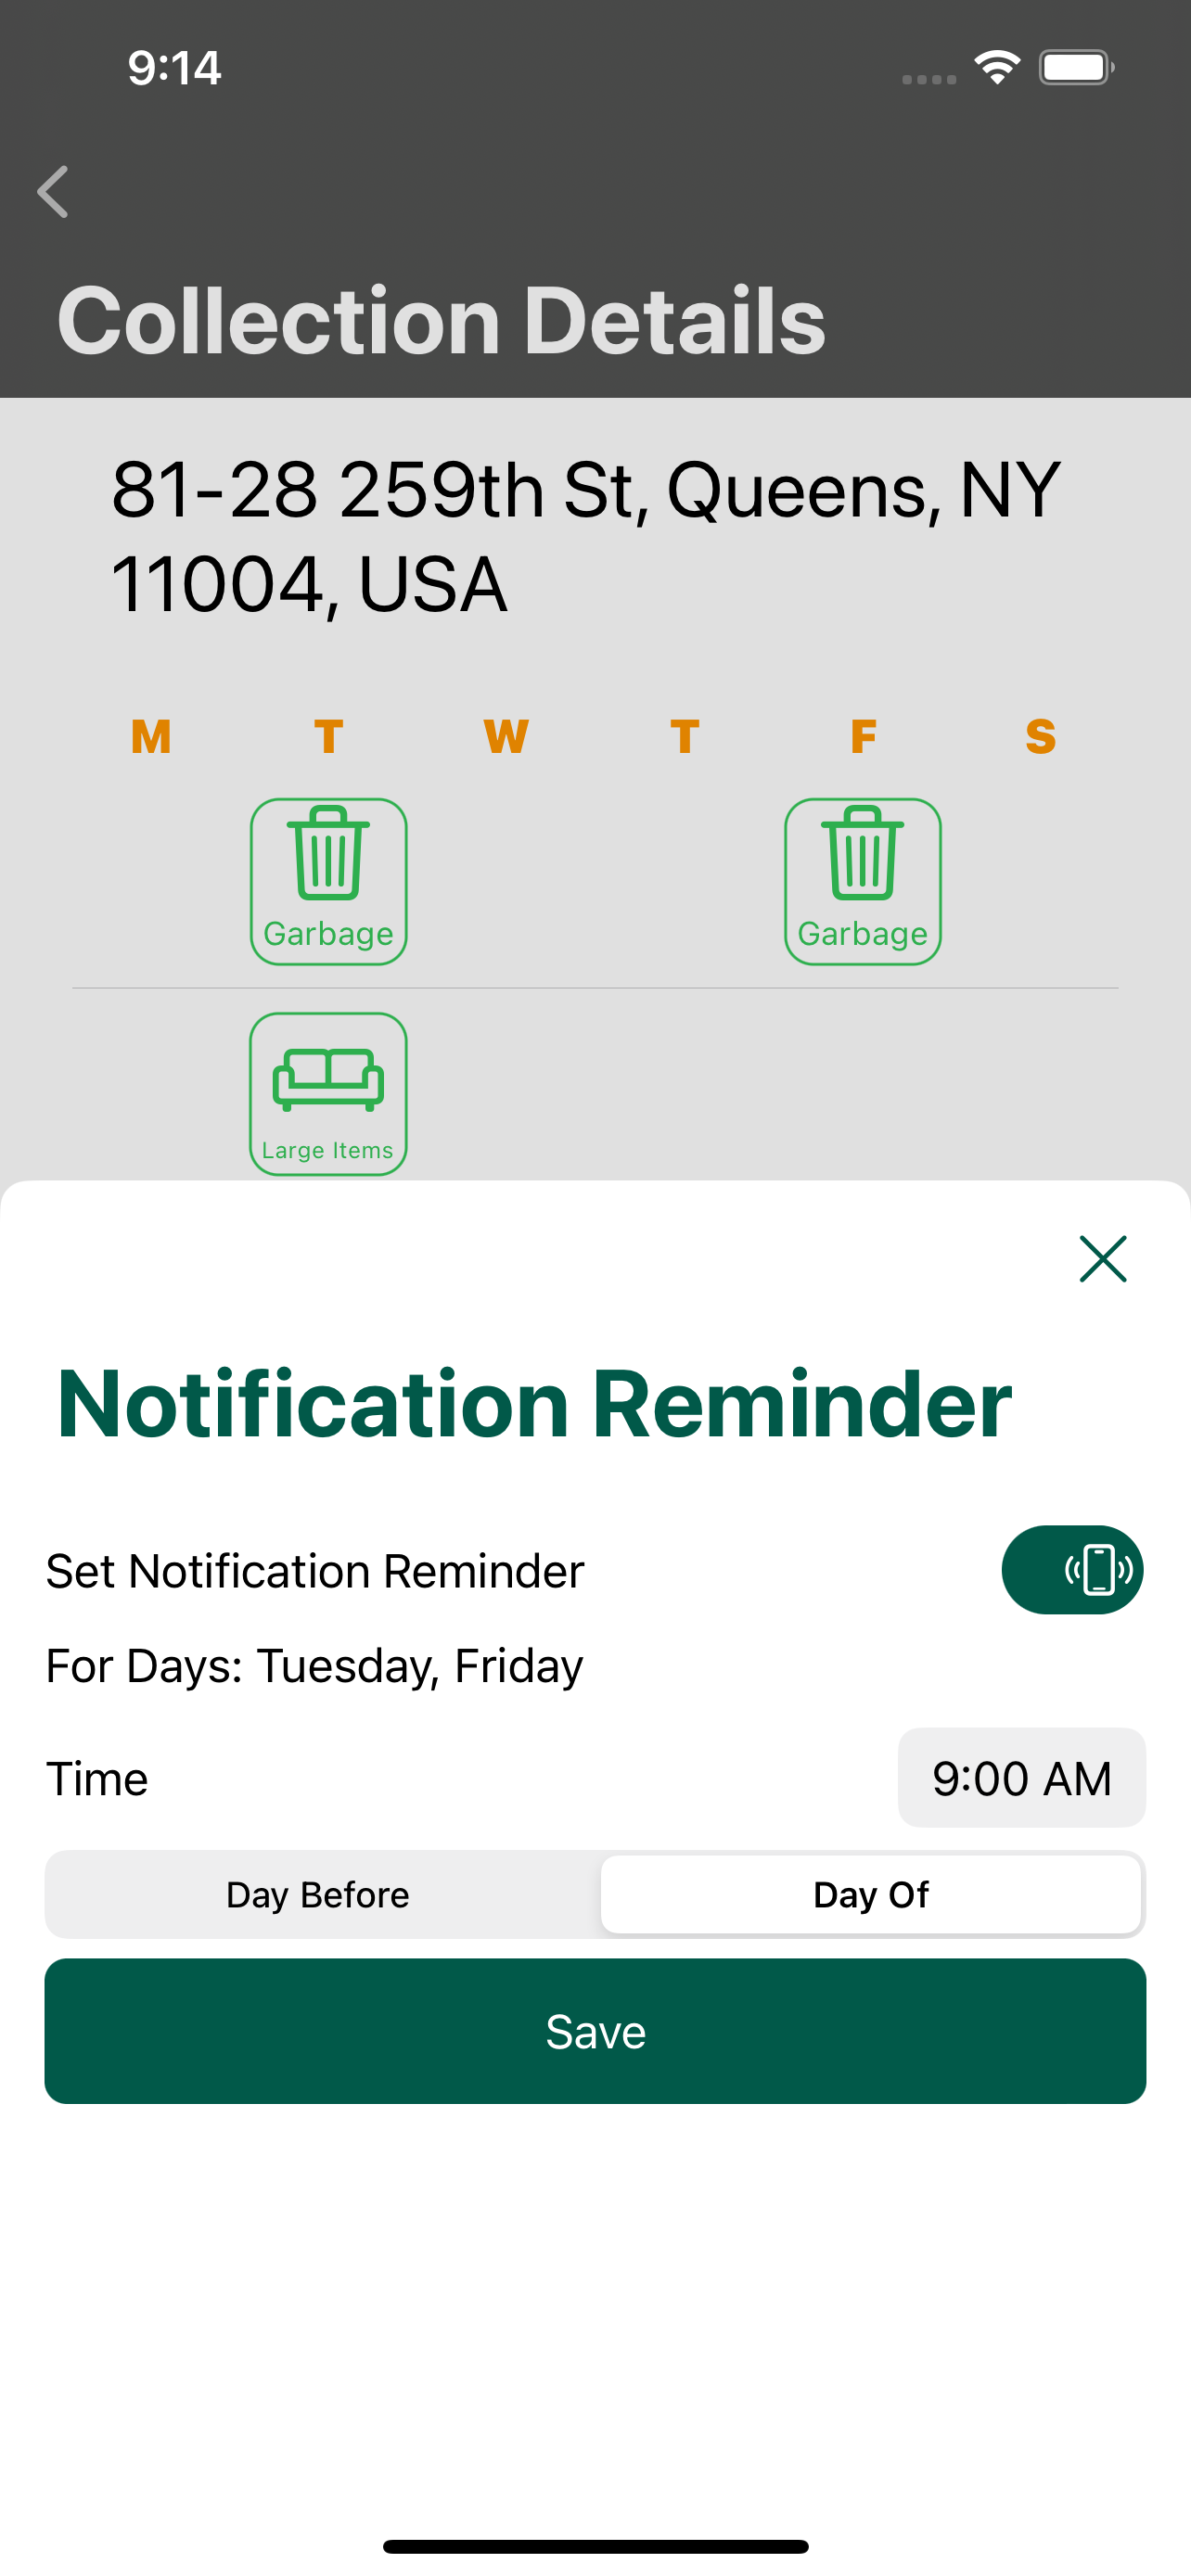 9:14
Collection Details
81-28 259th St, Queens, NY
11004, USA
M T W T F S
Garbage Garbage
Large Items
Notification Reminder
Set Notification Reminder
For Days: Tuesday, Friday
Time 9:00 AM
Day Before Day Of
Save